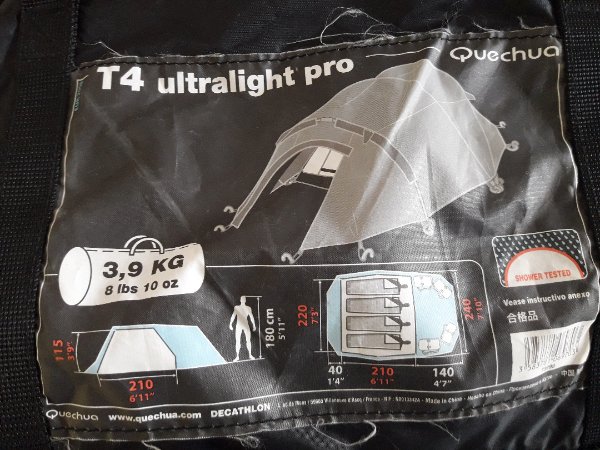 T4 ultralight pro
Quechua
3,9 KG
8 lbs 10 oz
SHOWER TESTED
Vease instructivo anexo
合格品
115
3'9"
210
6'11"
180 cm
5'11"
220
7'3"
240
7'10"
40
1'4"
210
6'11"
140
4'7"
Quechua www.quechua.com DECATHLON
Made in China
中国